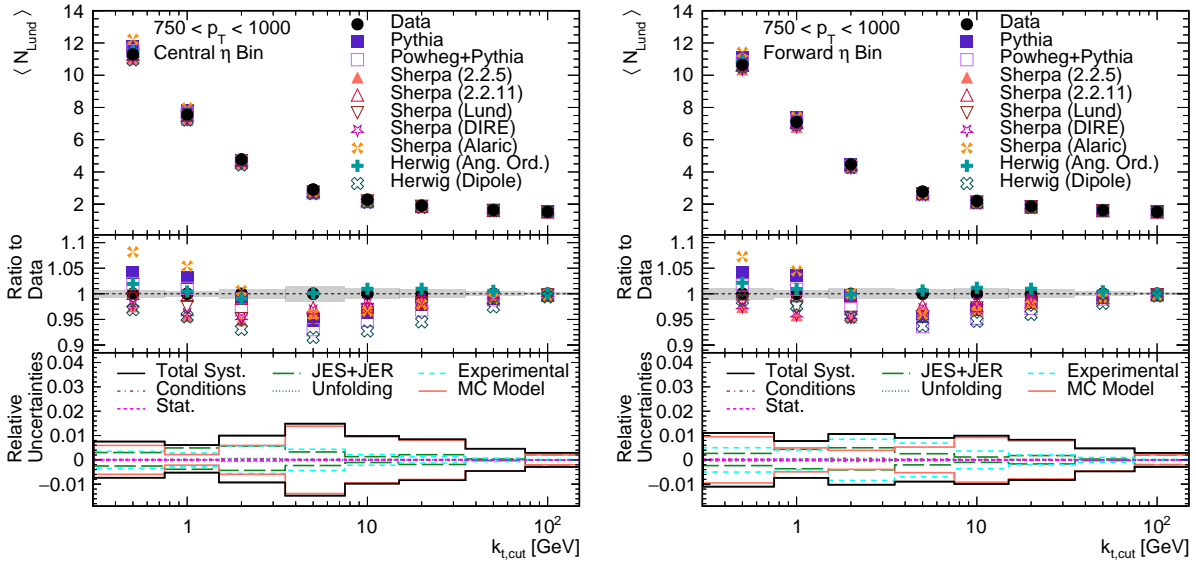 ⟨ N_Lund ⟩
14
12
10
8
6
4
2
750 < p_T < 1000
Central η Bin
Data
Pythia
Powheg+Pythia
Sherpa (2.2.5)
Sherpa (2.2.11)
Sherpa (Lund)
Sherpa (DIRE)
Sherpa (Alaric)
Herwig (Ang. Ord.)
Herwig (Dipole)
Ratio to
Data
1.1
1.05
1
0.95
0.9
Relative
Uncertainties
0.04
0.03
0.02
0.01
0
−0.01
Total Syst.
JES+JER
Experimental
Conditions
Unfolding
MC Model
Stat.
1
10
10²
k_t,cut [GeV]
⟨ N_Lund ⟩
14
12
10
8
6
4
2
750 < p_T < 1000
Forward η Bin
Data
Pythia
Powheg+Pythia
Sherpa (2.2.5)
Sherpa (2.2.11)
Sherpa (Lund)
Sherpa (DIRE)
Sherpa (Alaric)
Herwig (Ang. Ord.)
Herwig (Dipole)
Ratio to
Data
1.1
1.05
1
0.95
0.9
Relative
Uncertainties
0.04
0.03
0.02
0.01
0
−0.01
Total Syst.
JES+JER
Experimental
Conditions
Unfolding
MC Model
Stat.
1
10
10²
k_t,cut [GeV]